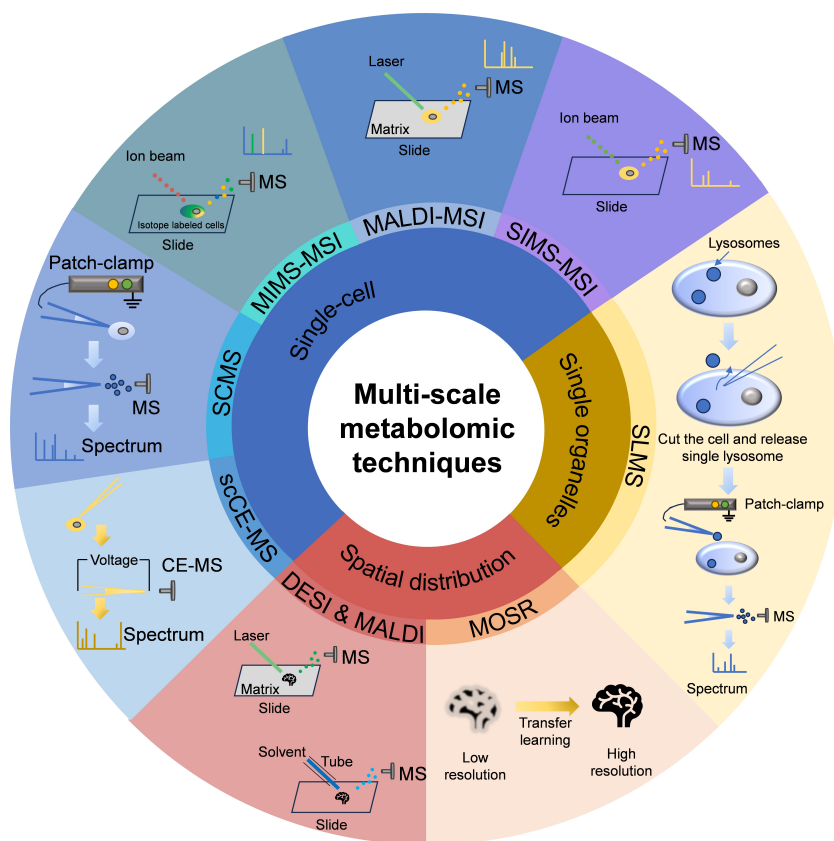 Multi-scale
metabolomic
techniques
Single-cell
Single organelles
Spatial distribution
MIMS-MSI
MALDI-MSI
SIMS-MSI
SLMS
MOSR
DESI & MALDI
scCE-MS
SCMS
Ion beam
MS
Isotope labeled cells
Slide
Laser
MS
Matrix
Slide
Ion beam
MS
Slide
Lysosomes
Cut the cell and release
single lysosome
Patch-clamp
MS
Spectrum
Low
resolution
Transfer
learning
High
resolution
Laser
MS
Matrix
Slide
Solvent
Tube
MS
Slide
Voltage
CE-MS
Spectrum
Patch-clamp
MS
Spectrum